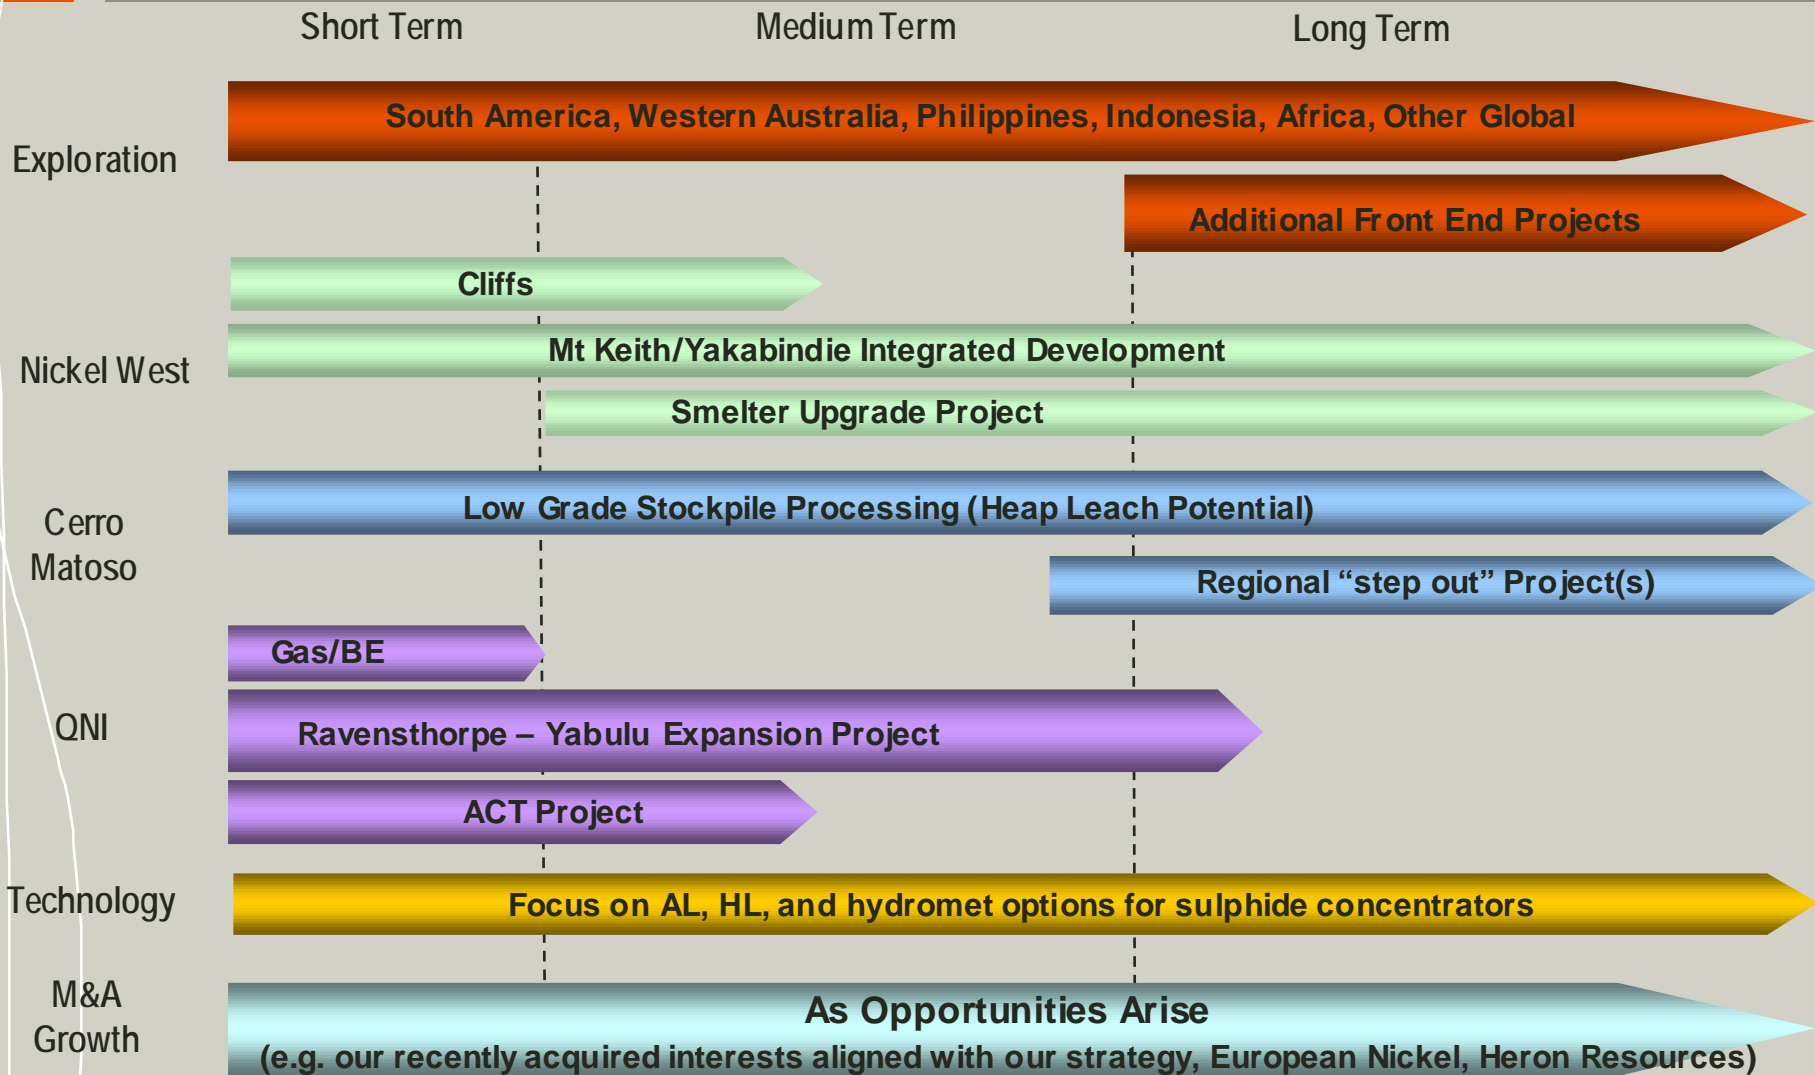 Short Term
Medium Term
Long Term
Exploration
South America, Western Australia, Philippines, Indonesia, Africa, Other Global
Additional Front End Projects
Nickel West
Cliffs
Mt Keith/Yakabindie Integrated Development
Smelter Upgrade Project
Cerro
Matoso
Low Grade Stockpile Processing (Heap Leach Potential)
Regional “step out” Project(s)
QNI
Gas/BE
Ravensthorpe – Yabulu Expansion Project
ACT Project
Technology
Focus on AL, HL, and hydromet options for sulphide concentrators
M&A
Growth
As Opportunities Arise
(e.g. our recently acquired interests aligned with our strategy, European Nickel, Heron Resources)